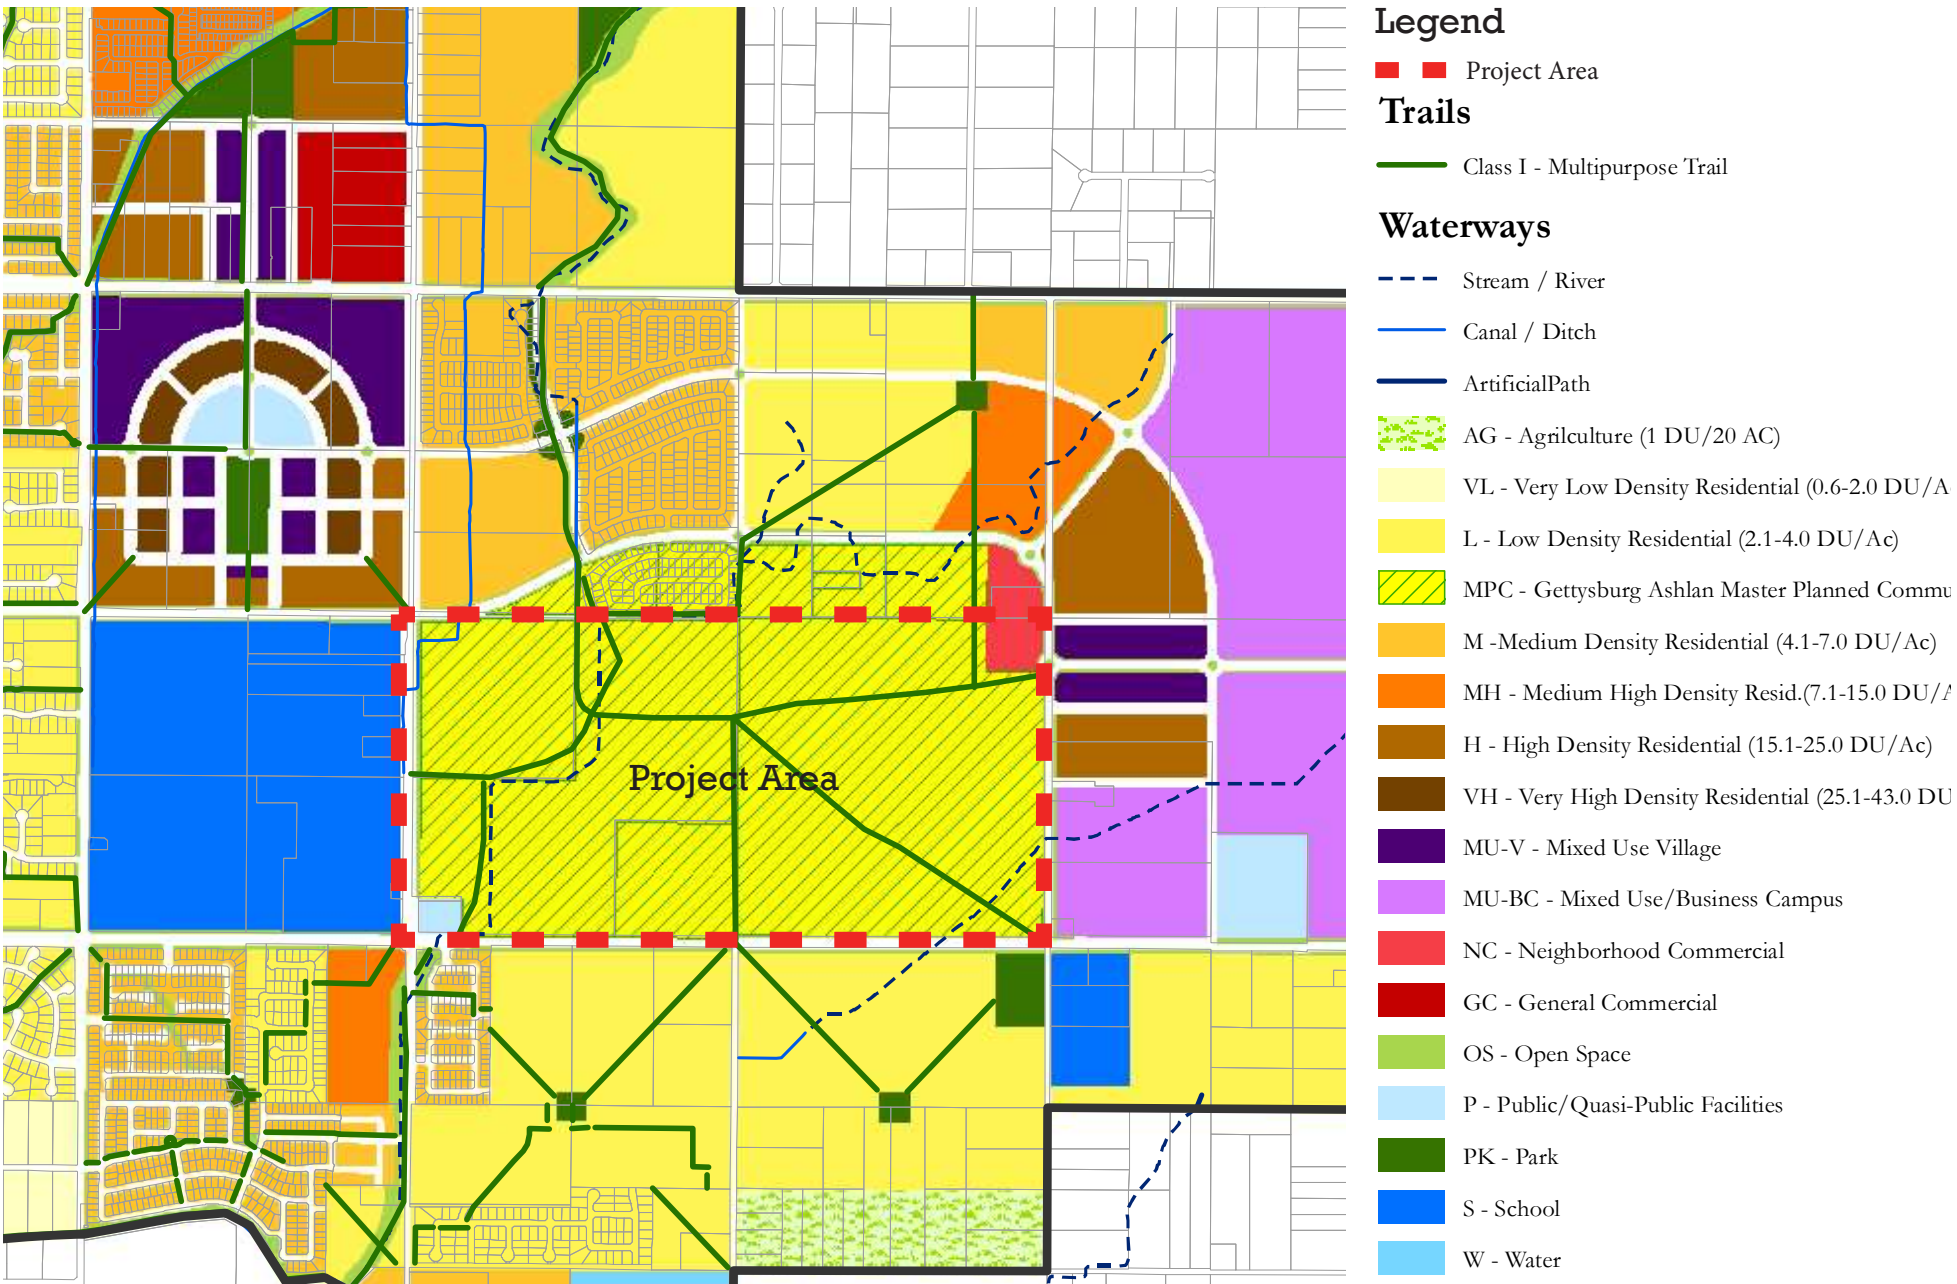 Legend
Project Area
Trails
Class I - Multipurpose Trail
Waterways
Stream / River
Canal / Ditch
ArtificialPath
AG - Agrilculture (1 DU/20 AC)
VL - Very Low Density Residential (0.6-2.0 DU/A
L - Low Density Residential (2.1-4.0 DU/Ac)
MPC - Gettysburg Ashlan Master Planned Commu
M -Medium Density Residential (4.1-7.0 DU/Ac)
MH - Medium High Density Resid.(7.1-15.0 DU/A
H - High Density Residential (15.1-25.0 DU/Ac)
VH - Very High Density Residential (25.1-43.0 DU
MU-V - Mixed Use Village
MU-BC - Mixed Use/Business Campus
NC - Neighborhood Commercial
GC - General Commercial
OS - Open Space
P - Public/Quasi-Public Facilities
PK - Park
S - School
W - Water
Project Area